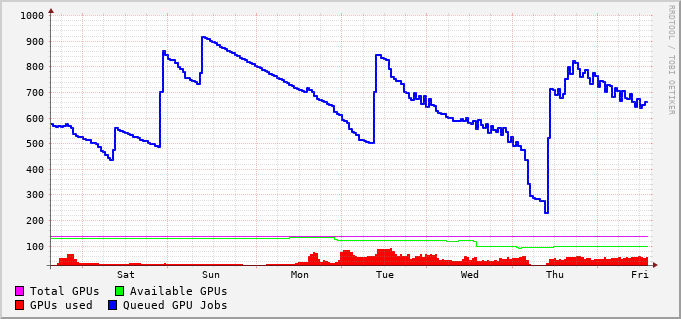 1000
900
800
700
600
500
400
300
200
100
Sat Sun Mon Tue Wed Thu Fri
Total GPUs Available GPUs
GPUs used Queued GPU Jobs
RRDTOOL / TOBI OETIKER